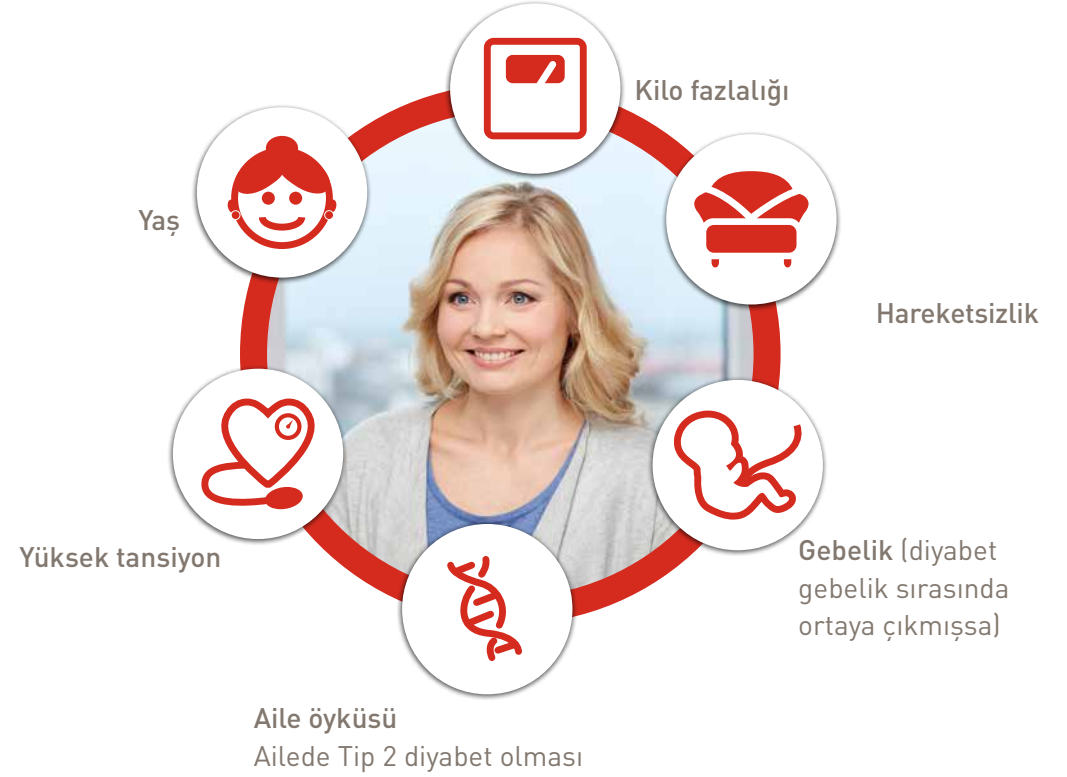 Kilo fazlalığı
Yaş
Hareketsizlik
Yüksek tansiyon
Gebelik (diyabet
gebelik sırasında
ortaya çıkmışsa)
Aile öyküsü
Ailede Tip 2 diyabet olması